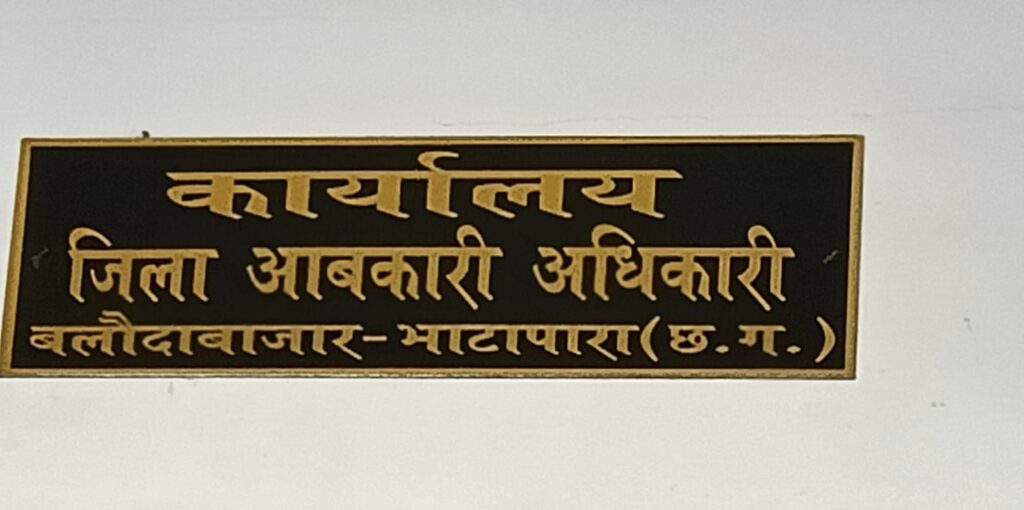 कार्यालय
जिला आबकारी अधिकारी
बलौदाबाजार-भाटापारा(छ.ग.)